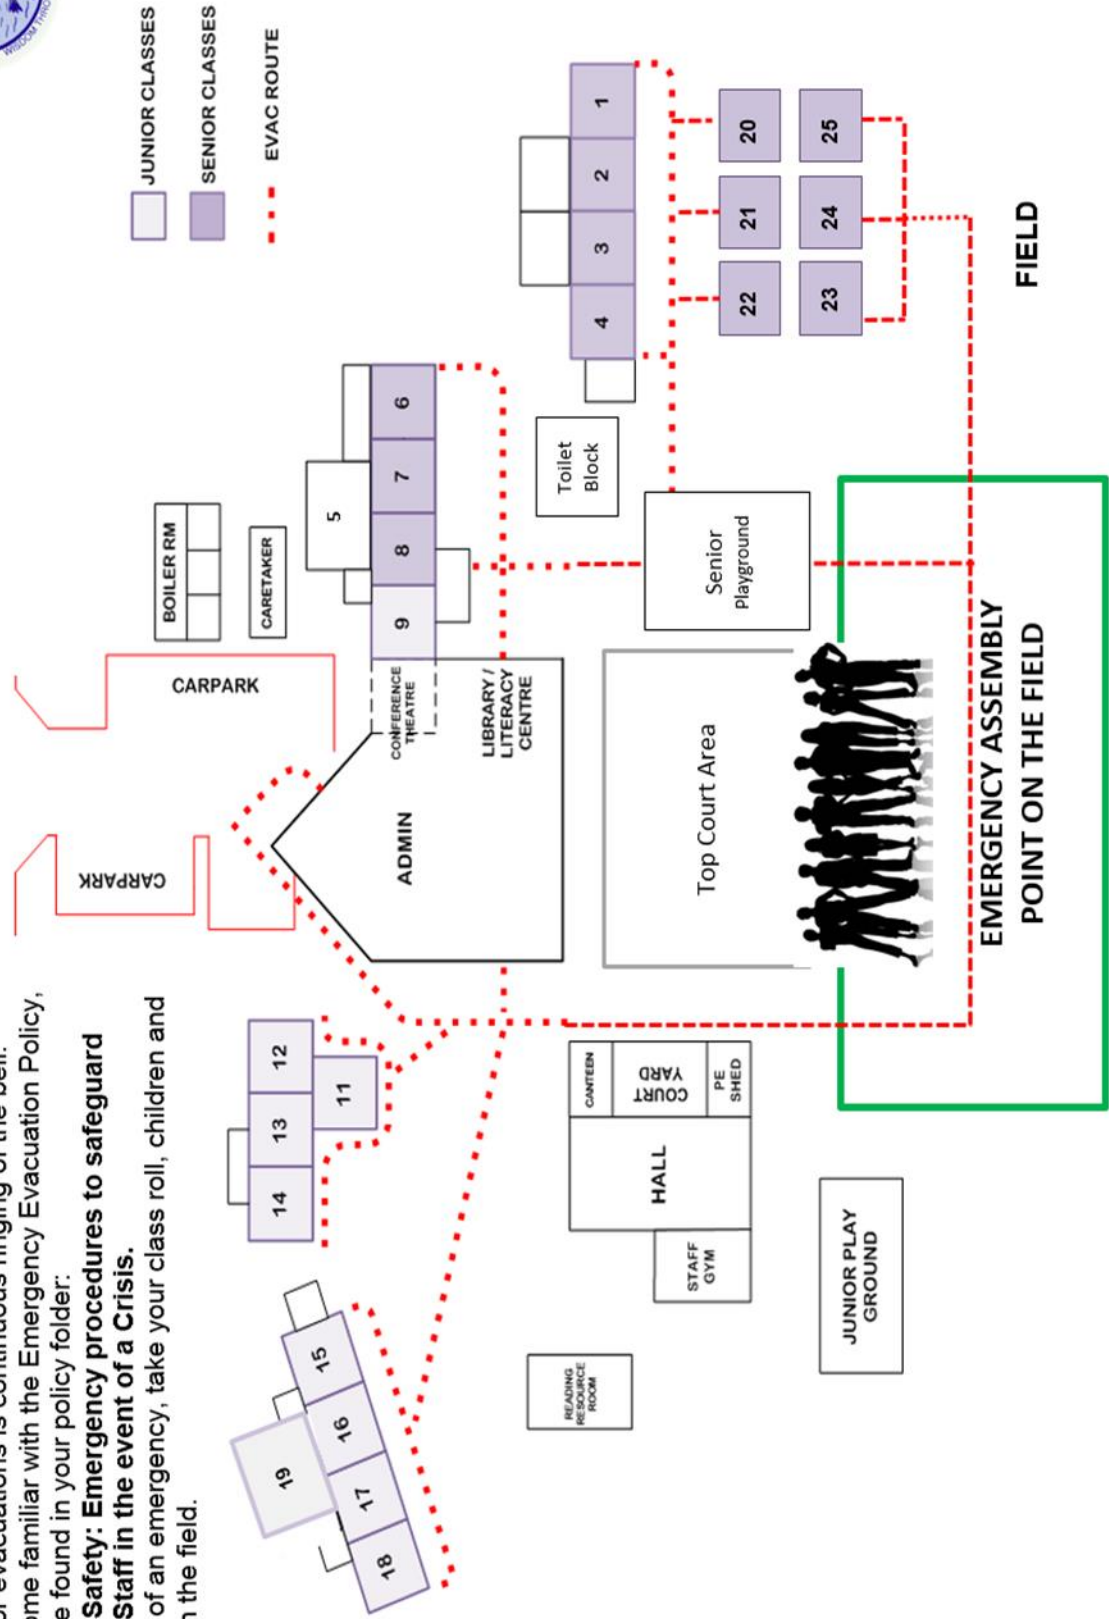 WISDOM THRO
or evacuations is continuous ringing of the bell.
ome familiar with the Emergency Evacuation Policy,
e found in your policy folder:
Safety: Emergency procedures to safeguard
Staff in the event of a Crisis.
of an emergency, take your class roll, children and
n the field.
JUNIOR CLASSES
SENIOR CLASSES
EVAC ROUTE
CARPARK
CARPARK
BOILER RM
CARETAKER
19
18
17
16
15
14
13
12
11
ADMIN
CONFERENCE
THEATRE
LIBRARY /
LITERACY
CENTRE
9
8
7
6
5
4
3
2
1
Toilet
Block
22
21
20
23
24
25
READING
RESOURCE
ROOM
STAFF
GYM
HALL
CANTEEN
COURT
YARD
PE
SHED
Top Court Area
Senior
Playground
JUNIOR PLAY
GROUND
EMERGENCY ASSEMBLY
POINT ON THE FIELD
FIELD